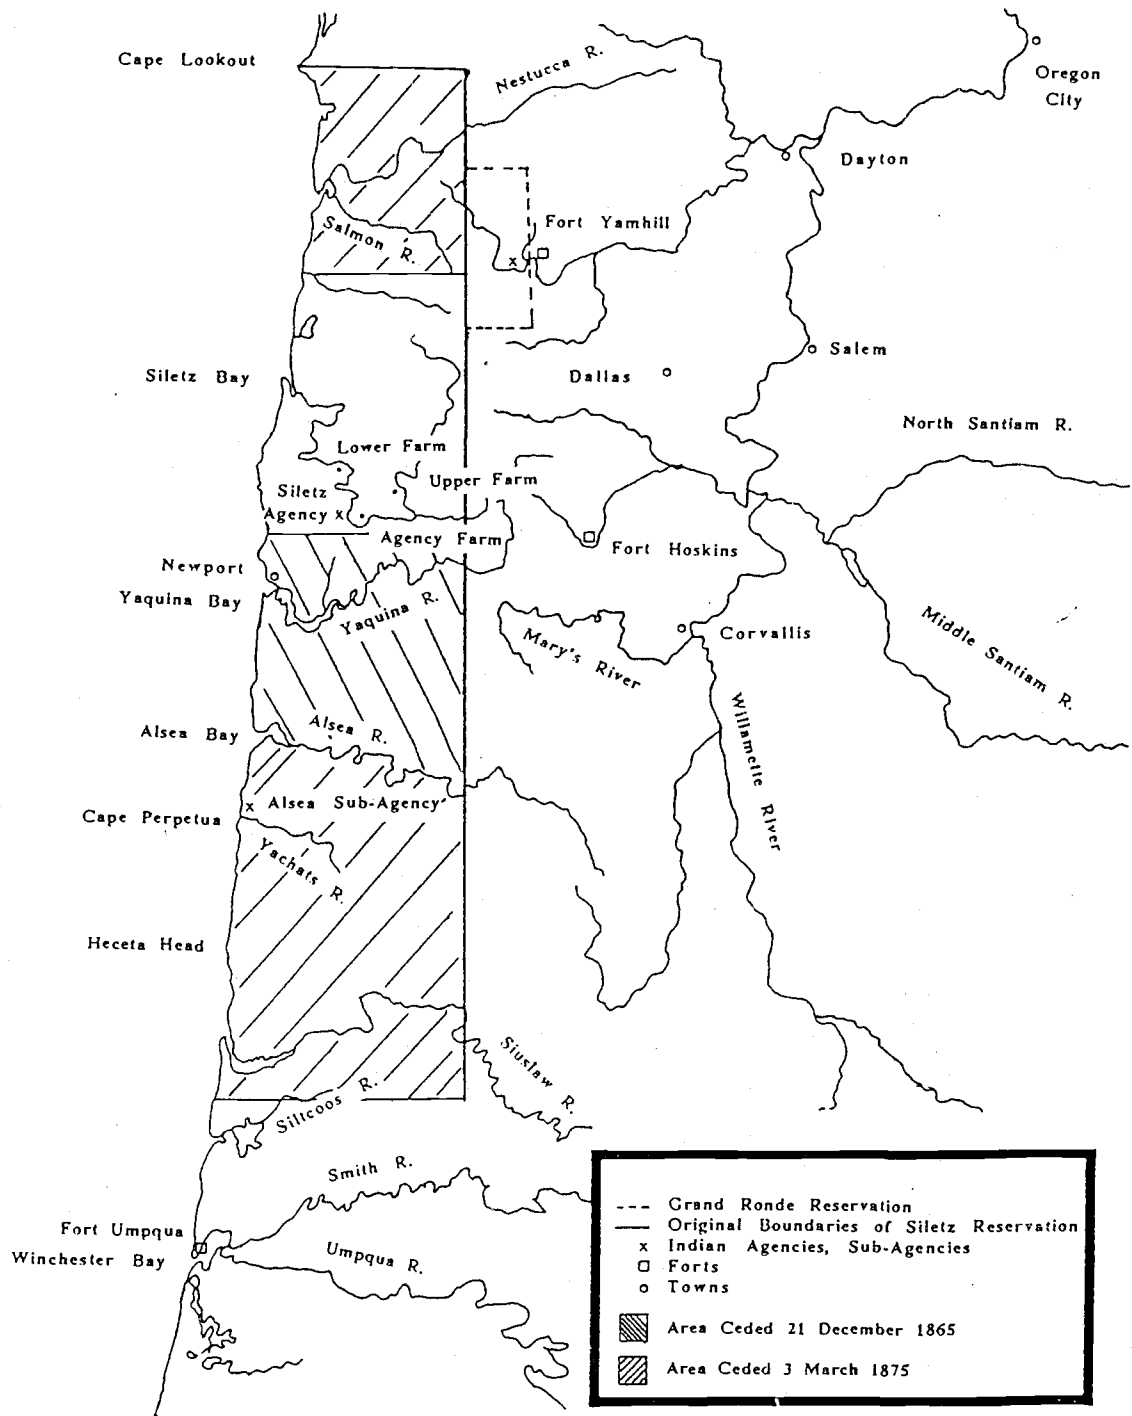 Cape Lookout
Nestucca R.
Oregon
City
Dayton
Salmon R.
Fort Yamhill
Salem
Siletz Bay
Dallas
North Santiam R.
Lower Farm
Upper Farm
Siletz
Agency x
Agency Farm
Fort Hoskins
Newport
Yaquina Bay
Yaquina R.
Mary's River
Corvallis
Middle Santiam R.
Alsea Bay
Alsea R.
Willamette River
x Alsea Sub-Agency
Cape Perpetua
Yachats R.
Heceta Head
Siuslaw R.
Siltcoos R.
Smith R.
Fort Umpqua
Winchester Bay
Umpqua R.
--- Grand Ronde Reservation
Original Boundaries of Siletz Reservation
x Indian Agencies, Sub-Agencies
Forts
Towns
Area Ceded 21 December 1865
Area Ceded 3 March 1875